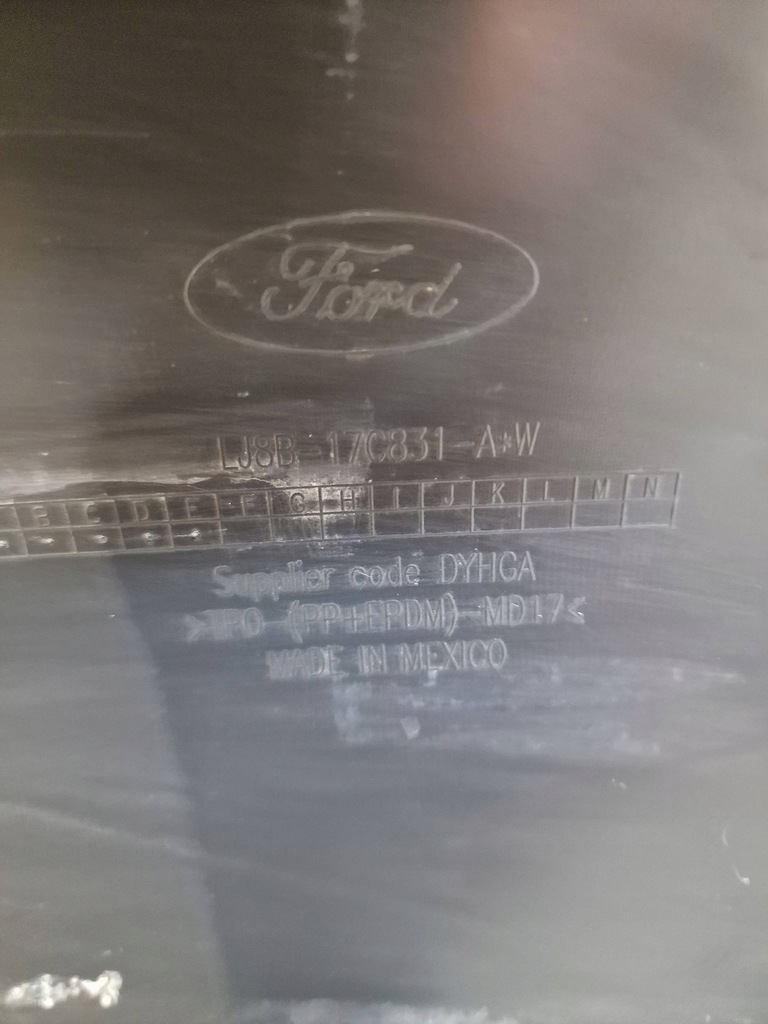 Ford
LJ8B-17C831-A*W
B C D E F G H I J K L M N
Supplier code DYHGA
>TPO-(PP+EPDM)-MD17<
MADE IN MEXICO